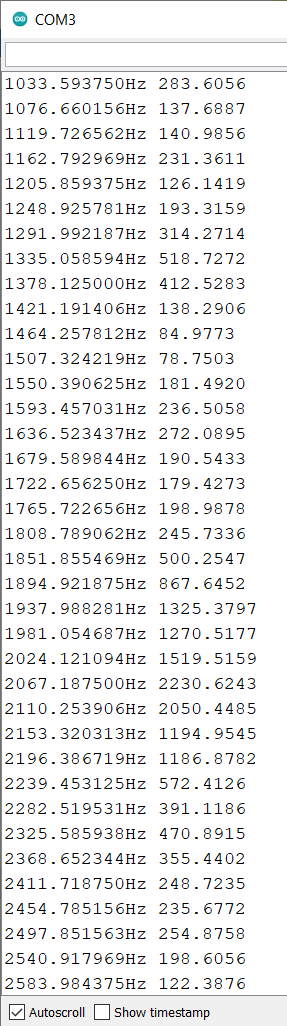 COM3
1033.593750Hz 283.6056
1076.660156Hz 137.6887
1119.726562Hz 140.9856
1162.792969Hz 231.3611
1205.859375Hz 126.1419
1248.925781Hz 193.3159
1291.992187Hz 314.2714
1335.058594Hz 518.7272
1378.125000Hz 412.5283
1421.191406Hz 138.2906
1464.257812Hz 84.9773
1507.324219Hz 78.7503
1550.390625Hz 181.4920
1593.457031Hz 236.5058
1636.523437Hz 272.0895
1679.589844Hz 190.5433
1722.656250Hz 179.4273
1765.722656Hz 198.9878
1808.789062Hz 245.7336
1851.855469Hz 500.2547
1894.921875Hz 867.6452
1937.988281Hz 1325.3797
1981.054687Hz 1270.5177
2024.121094Hz 1519.5159
2067.187500Hz 2230.6243
2110.253906Hz 2050.4485
2153.320313Hz 1194.9545
2196.386719Hz 1186.8782
2239.453125Hz 572.4126
2282.519531Hz 391.1186
2325.585938Hz 470.8915
2368.652344Hz 355.4402
2411.718750Hz 248.7235
2454.785156Hz 235.6772
2497.851563Hz 254.8758
2540.917969Hz 198.6056
2583.984375Hz 122.3876
Autoscroll Show timestamp